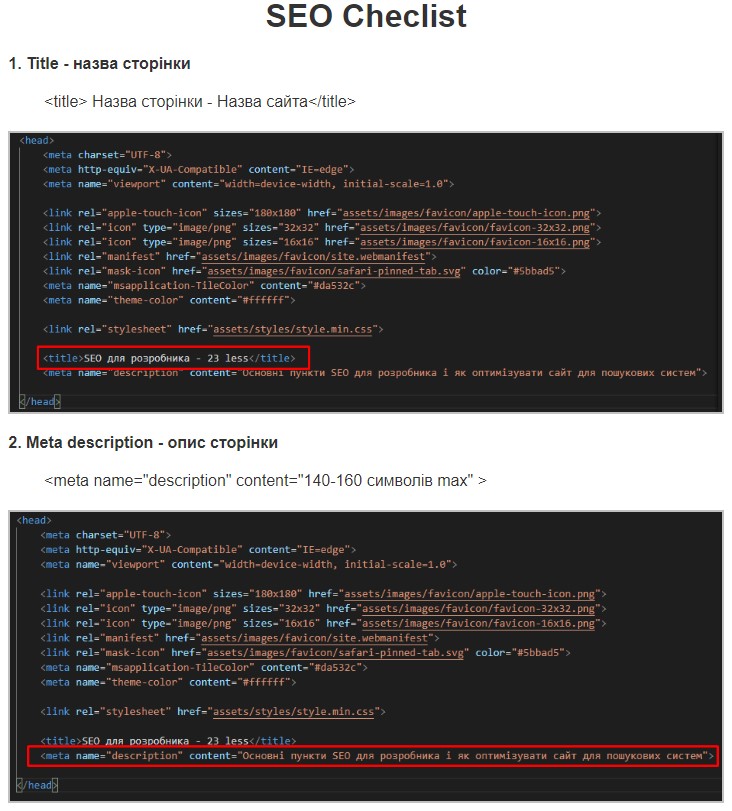 SEO Checlist
1. Title - назва сторінки
<title> Назва сторінки - Назва сайта</title>
<head>
<meta charset="UTF-8">
<meta http-equiv="X-UA-Compatible" content="IE=edge">
<meta name="viewport" content="width=device-width, initial-scale=1.0">
<link rel="apple-touch-icon" sizes="180x180" href="assets/images/favicon/apple-touch-icon.png">
<link rel="icon" type="image/png" sizes="32x32" href="assets/images/favicon/favicon-32x32.png">
<link rel="icon" type="image/png" sizes="16x16" href="assets/images/favicon/favicon-16x16.png">
<link rel="manifest" href="assets/images/favicon/site.webmanifest">
<link rel="mask-icon" href="assets/images/favicon/safari-pinned-tab.svg" color="#5bbad5">
<meta name="msapplication-TileColor" content="#da532c">
<meta name="theme-color" content="#ffffff">
<link rel="stylesheet" href="assets/styles/style.min.css">
<title>SEO для розробника - 23 less</title>
<meta name="description" content="Основні пункти SEO для розробника і як оптимізувати сайт для пошукових систем">
</head>
2. Meta description - опис сторінки
<meta name="description" content="140-160 символів max" >
<head>
<meta charset="UTF-8">
<meta http-equiv="X-UA-Compatible" content="IE=edge">
<meta name="viewport" content="width=device-width, initial-scale=1.0">
<link rel="apple-touch-icon" sizes="180x180" href="assets/images/favicon/apple-touch-icon.png">
<link rel="icon" type="image/png" sizes="32x32" href="assets/images/favicon/favicon-32x32.png">
<link rel="icon" type="image/png" sizes="16x16" href="assets/images/favicon/favicon-16x16.png">
<link rel="manifest" href="assets/images/favicon/site.webmanifest">
<link rel="mask-icon" href="assets/images/favicon/safari-pinned-tab.svg" color="#5bbad5">
<meta name="msapplication-TileColor" content="#da532c">
<meta name="theme-color" content="#ffffff">
<link rel="stylesheet" href="assets/styles/style.min.css">
<title>SEO для розробника - 23 less</title>
<meta name="description" content="Основні пункти SEO для розробника і як оптимізувати сайт для пошукових систем">
</head>